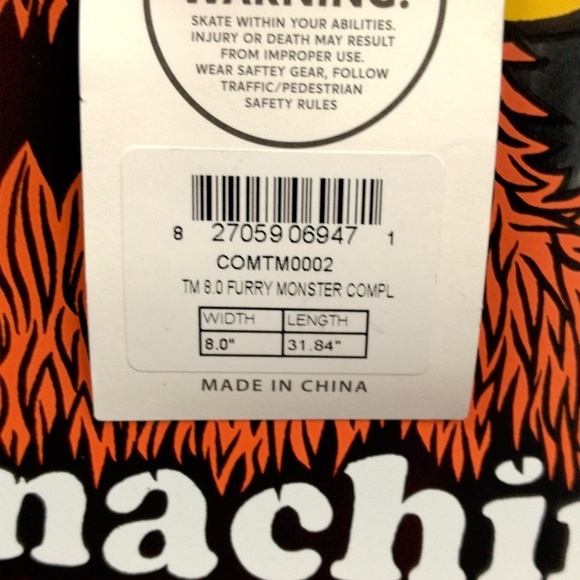 WARNING!
SKATE WITHIN YOUR ABILITIES.
INJURY OR DEATH MAY RESULT
FROM IMPROPER USE.
WEAR SAFTEY GEAR, FOLLOW
TRAFFIC/PEDESTRIAN
SAFETY RULES
8 27059 06947 1
COMTM0002
TM 8.0 FURRY MONSTER COMPL
WIDTH LENGTH
8.0" 31.84"
MADE IN CHINA
machi